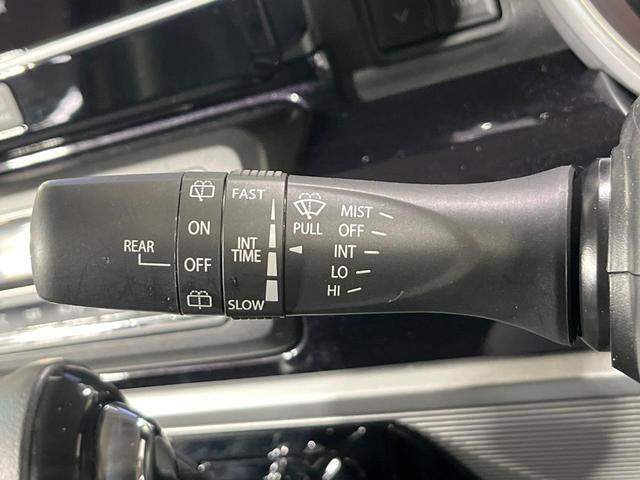 REAR
ON
OFF
FAST
INT
TIME
SLOW
PULL
MIST
OFF
INT
LO
HI